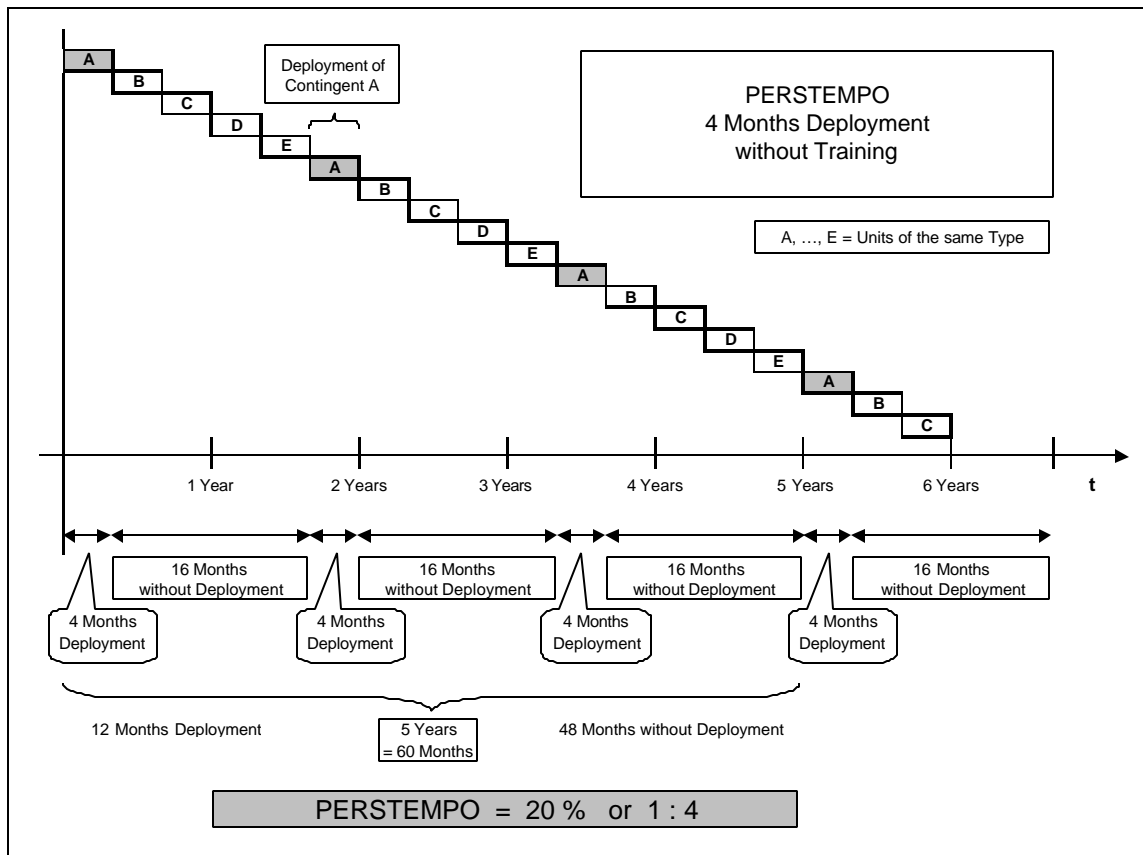 A
B
C
D
E
A
B
C
D
E
A
B
C
D
E
A
B
C
Deployment of
Contingent A
PERSTEMPO
4 Months Deployment
without Training
A, …, E = Units of the same Type
1 Year
2 Years
3 Years
4 Years
5 Years
6 Years
t
16 Months
without Deployment
16 Months
without Deployment
16 Months
without Deployment
16 Months
without Deployment
4 Months
Deployment
4 Months
Deployment
4 Months
Deployment
4 Months
Deployment
12 Months Deployment
5 Years
= 60 Months
48 Months without Deployment
PERSTEMPO = 20 % or 1 : 4